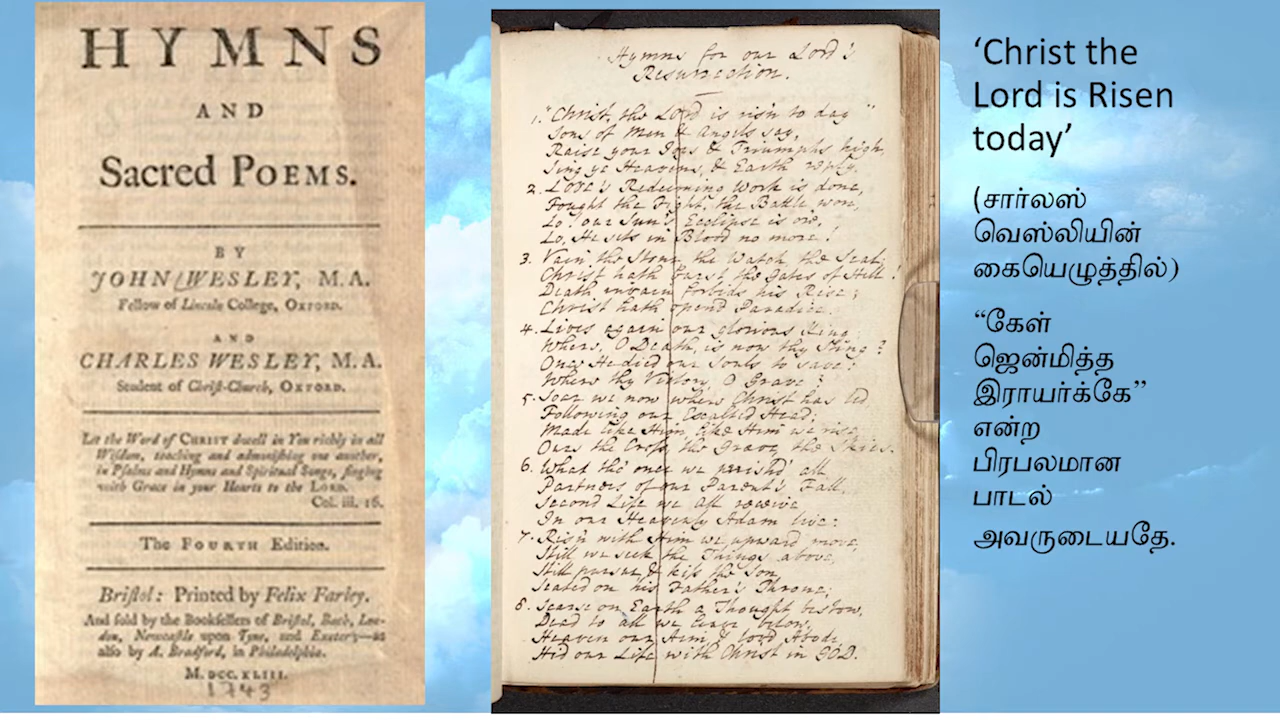 HYMNS
AND
Sacred POEMS.
BY
JOHN WESLEY, M.A.
Fellow of Lincoln College, OXFORD.
AND
CHARLES WESLEY, M.A.
Student of Christ-Church, OXFORD.
Let the Word of CHRIST dwell in You richly in all
Wisdom, teaching and admonishing one another,
in Psalms and Hymns and Spiritual Songs, singing
with Grace in your Hearts to the LORD.
Col. iii. 16.
The FOURTH Edition.
Bristol: Printed by Felix Farley.
And sold by the Booksellers of Bristol, Bath, Lon-
don, Newcastle upon Tyne, and Exeter:—as
also by A. Bradford, in Philadelphia.
M.DCC.XLIII.
1743
Hymns for our Lord's
Resurrection.
1. "Christ, the Lord is ris'n to day"
Sons of Men & Angels say,
Raise your Joys & Triumphs high,
Sing ye Heavens, & Earth reply.
2. Love's Redeeming Work is done,
Fought the Fight, the Battle won,
Lo! our Sun's Ecclipse is o'er,
Lo, He sets in Blood no more!
3. Vain the Stone, the Watch, the Seal;
Christ hath burst the Gates of Hell!
Death in vain forbids his Rise;
Christ hath open'd Paradise.
4. Lives again our glorious King,
Where, O Death, is now thy Sting?
Once He died our Souls to save:
Where thy Victory, O Grave?
5. Soar we now where Christ has led
Following our Exalted Head;
Made like Him, like Him we rise,
Ours the Cross, the Grave, the Skies.
6. What tho' once we perish'd all
Partners of our Parent's Fall,
Second Life we All receive
In our Heavenly Adam live:
7. Ris'n with Him we upward move,
Still we seek the Things above,
Still pursue, & kiss the Son
Seated on his Father's Throne;
8. Scarse on Earth a Thought bestow,
Dead to all we leave below,
Heaven our Aim, & lov'd Abode,
Hid our Life with Christ in GOD.
‘Christ the
Lord is Risen
today’
(சார்லஸ்
வெஸ்லியின்
கையெழுத்தில்)
“கேள்
ஜென்மித்த
இராயர்க்கே”
என்ற
பிரபலமான
பாடல்
அவருடையதே.